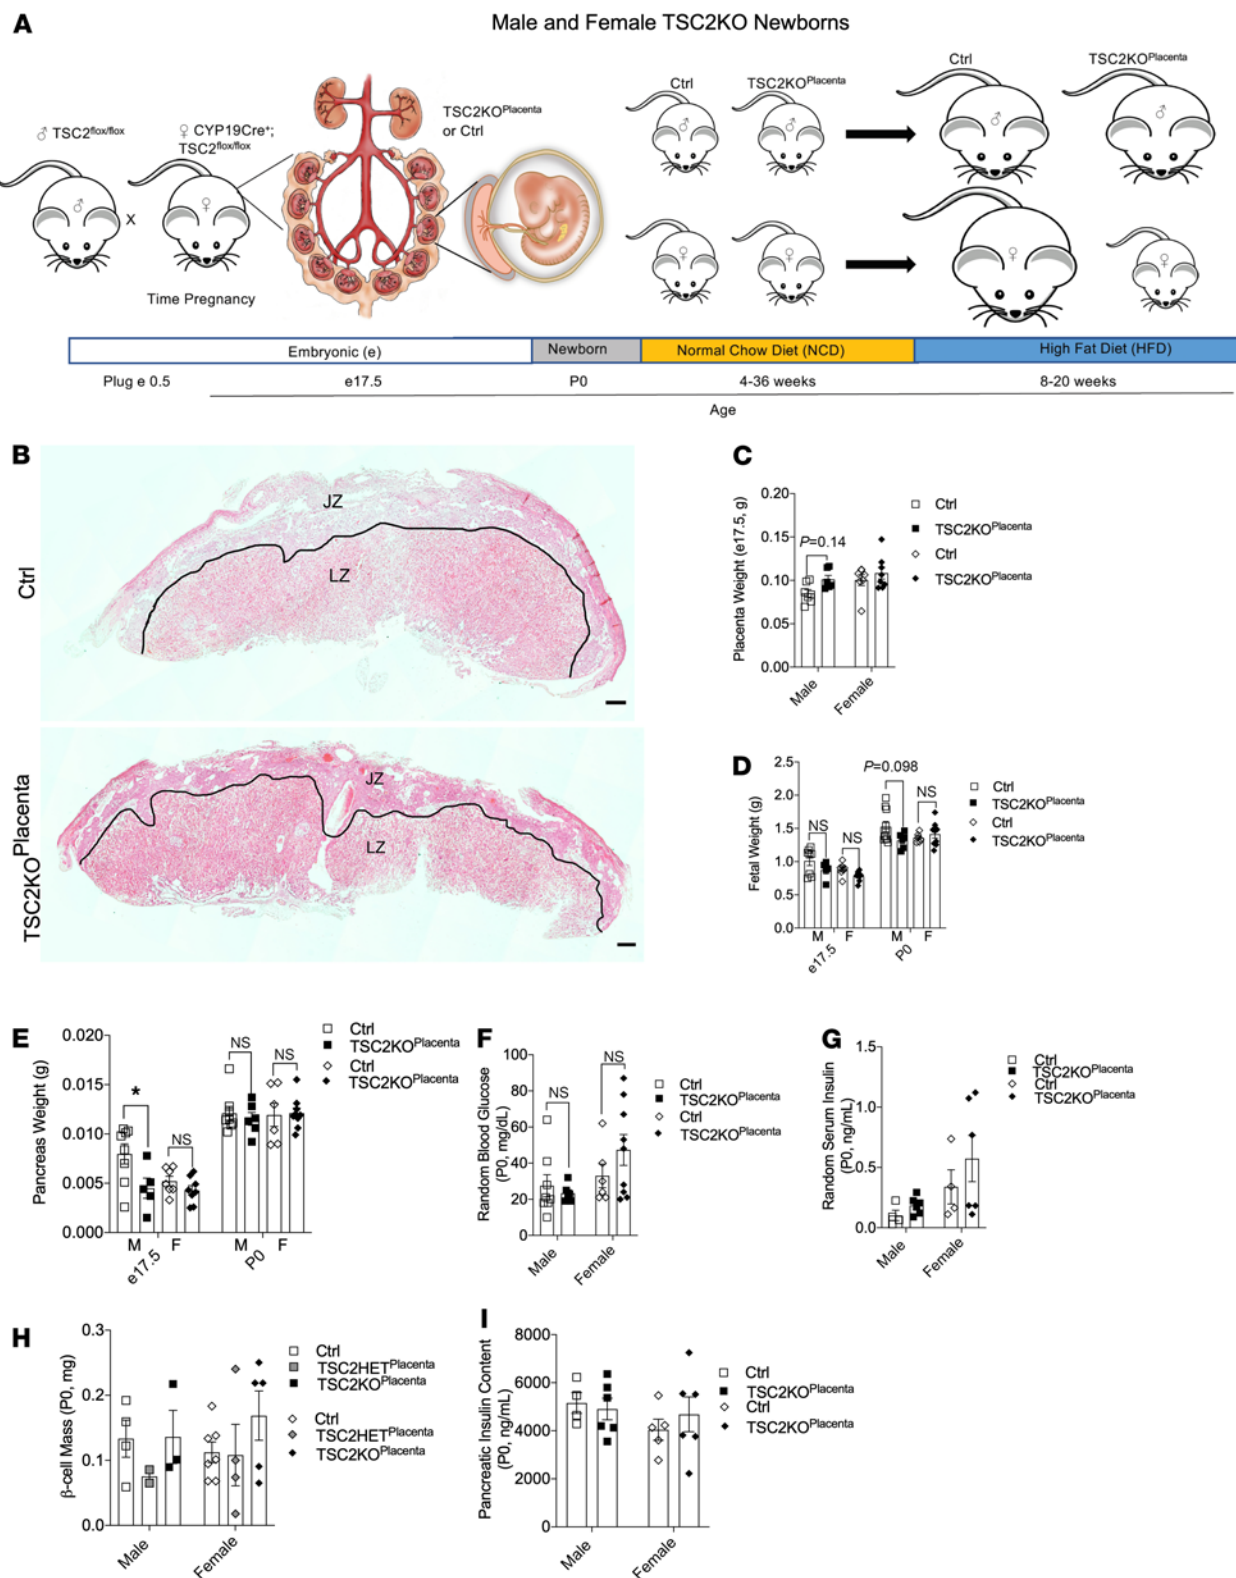 A
Male and Female TSC2KO Newborns
♂ TSC2flox/flox
♀ CYP19Cre+;
TSC2flox/flox
TSC2KOPlacenta
or Ctrl
Ctrl
TSC2KOPlacenta
Ctrl
TSC2KOPlacenta
♂
X
♀
♂
♂
♂
♂
♀
♀
♀
♀
Time Pregnancy
Embryonic (e)
Newborn
Normal Chow Diet (NCD)
High Fat Diet (HFD)
Plug e 0.5
e17.5
P0
4-36 weeks
8-20 weeks
Age
B
Ctrl
JZ
LZ
TSC2KOPlacenta
JZ
LZ
C
Placenta Weight (e17.5, g)
0.20
0.15
0.10
0.05
0.00
P=0.14
Male
Female
Ctrl
TSC2KOPlacenta
Ctrl
TSC2KOPlacenta
D
Fetal Weight (g)
2.5
2.0
1.5
1.0
0.5
0.0
NS
NS
P=0.098
NS
M
F
M
F
e17.5
P0
Ctrl
TSC2KOPlacenta
Ctrl
TSC2KOPlacenta
E
Pancreas Weight (g)
0.020
0.015
0.010
0.005
0.000
*
NS
NS
NS
M
F
M
F
e17.5
P0
Ctrl
TSC2KOPlacenta
Ctrl
TSC2KOPlacenta
F
Random Blood Glucose
(P0, mg/dL)
100
80
60
40
20
0
NS
NS
Male
Female
Ctrl
TSC2KOPlacenta
Ctrl
TSC2KOPlacenta
G
Random Serum Insulin
(P0, ng/mL)
1.5
1.0
0.5
0.0
Male
Female
Ctrl
TSC2KOPlacenta
Ctrl
TSC2KOPlacenta
H
β-cell Mass (P0, mg)
0.3
0.2
0.1
0.0
Male
Female
Ctrl
TSC2HETPlacenta
TSC2KOPlacenta
Ctrl
TSC2HETPlacenta
TSC2KOPlacenta
I
Pancreatic Insulin Content
(P0, ng/mL)
8000
6000
4000
2000
0
Male
Female
Ctrl
TSC2KOPlacenta
Ctrl
TSC2KOPlacenta